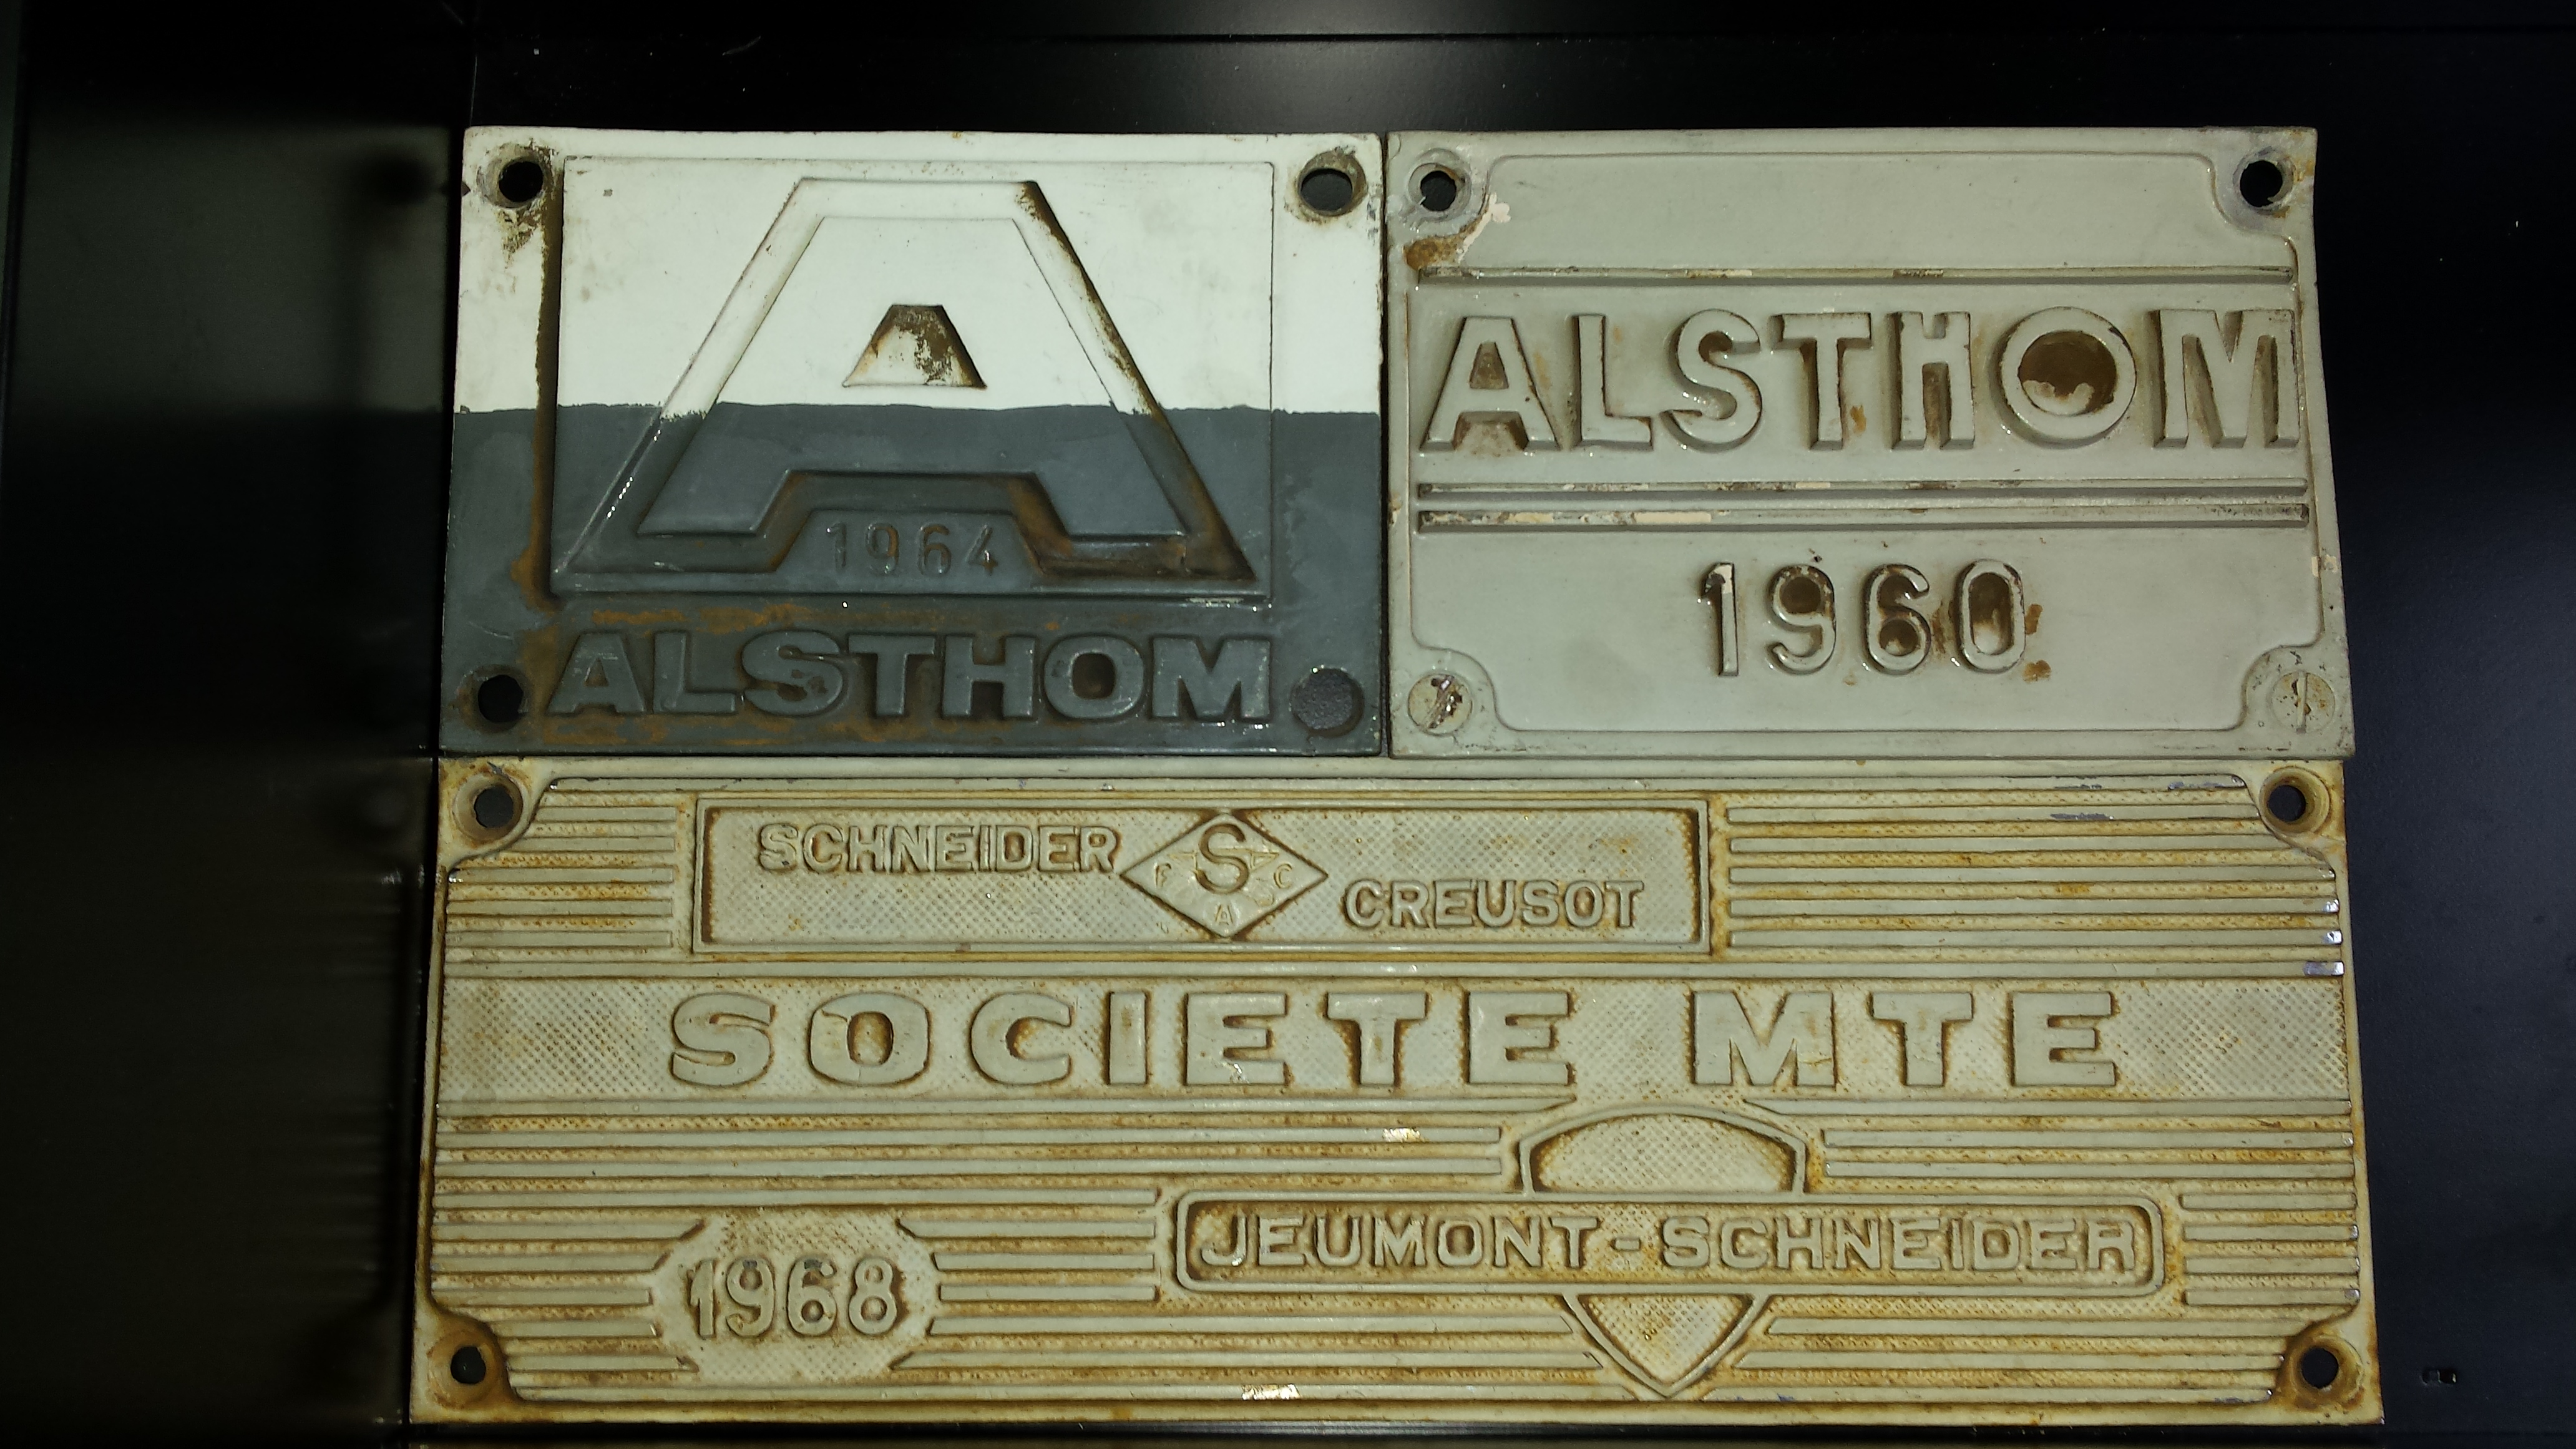 A
1964
ALSTHOM
ALSTHOM
1960
SCHNEIDER
S
F C
A
CREUSOT
SOCIETE MTE
JEUMONT-SCHNEIDER
1968